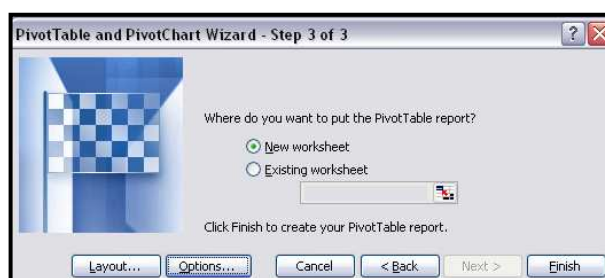 PivotTable and PivotChart Wizard - Step 3 of 3
Where do you want to put the PivotTable report?
New worksheet
Existing worksheet
Click Finish to create your PivotTable report.
Layout... Options... Cancel < Back Next > Finish